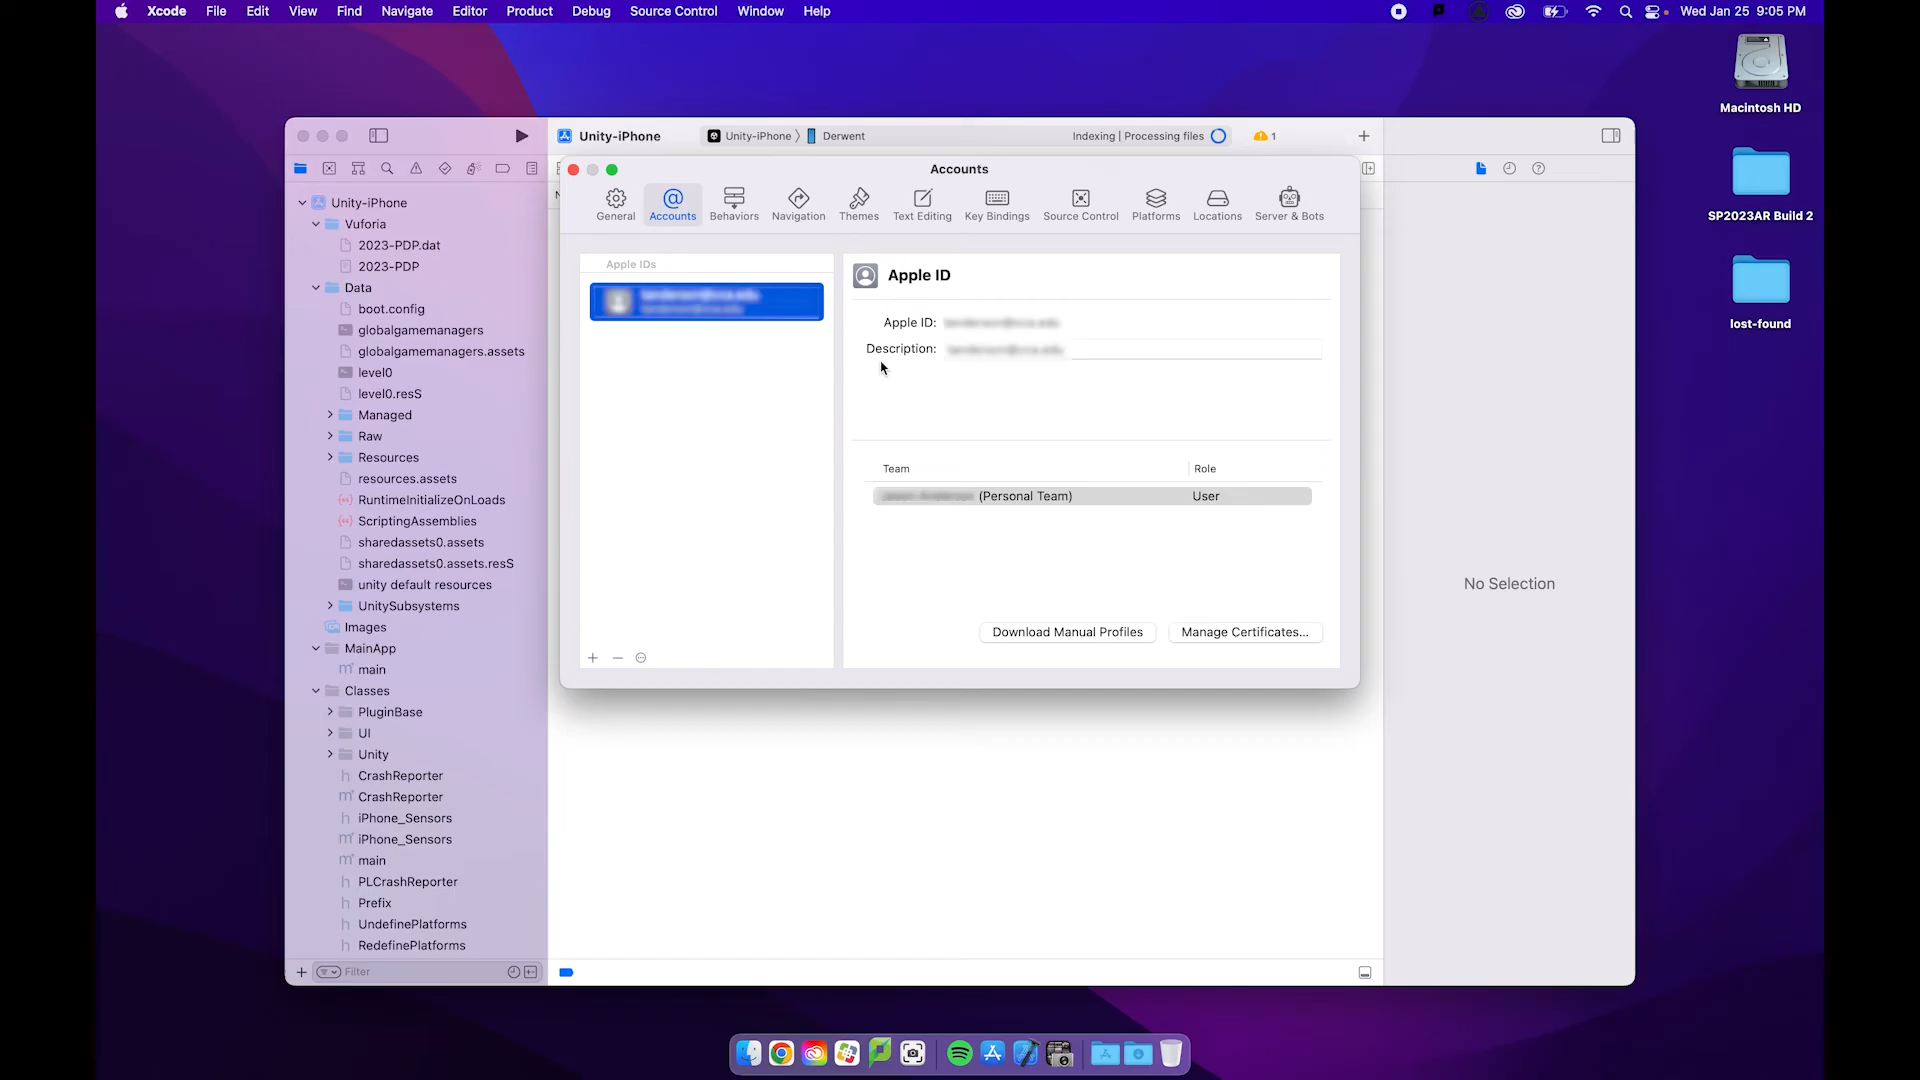 Xcode File Edit View Find Navigate Editor Product Debug Source Control Window Help
Wed Jan 25 9:05 PM
Macintosh HD
SP2023AR Build 2
lost-found
Unity-iPhone
Unity-iPhone
Derwent
Indexing | Processing files
1
Accounts
General
Accounts
Behaviors
Navigation
Themes
Text Editing
Key Bindings
Source Control
Platforms
Locations
Server & Bots
Apple IDs
Apple ID
Apple ID:
Description:
Team
Role
(Personal Team)
User
Download Manual Profiles
Manage Certificates...
No Selection
Unity-iPhone
Vuforia
2023-PDP.dat
2023-PDP
Data
boot.config
globalgamemanagers
globalgamemanagers.assets
level0
level0.resS
Managed
Raw
Resources
resources.assets
RuntimeInitializeOnLoads
ScriptingAssemblies
sharedassets0.assets
sharedassets0.assets.resS
unity default resources
UnitySubsystems
Images
MainApp
main
Classes
PluginBase
UI
Unity
CrashReporter
CrashReporter
iPhone_Sensors
iPhone_Sensors
main
PLCrashReporter
Prefix
UndefinePlatforms
RedefinePlatforms
Filter